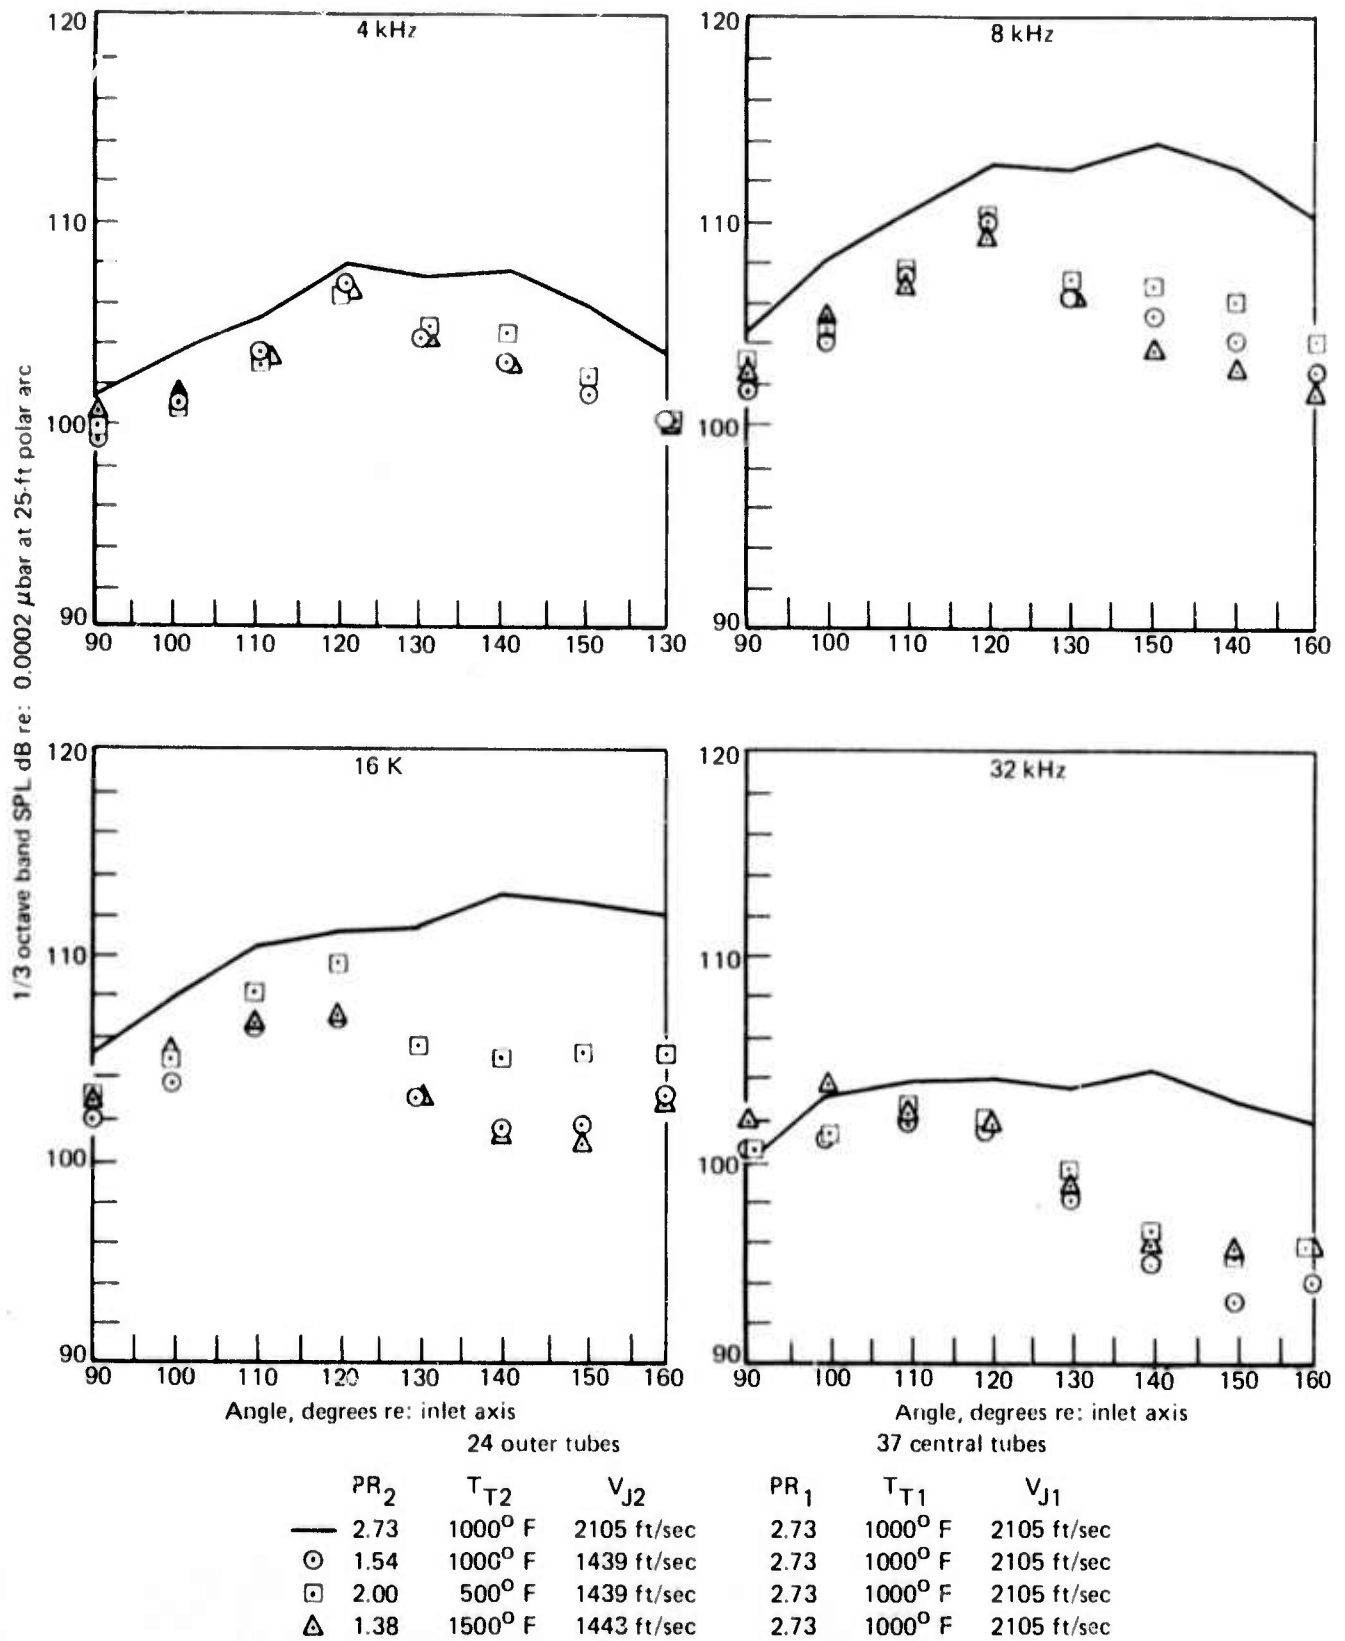 1/3 octave band SPL dB re: 0.0002 μbar at 25-ft polar arc
4 kHz
120
110
100
90
90 100 110 120 130 140 150 130
8 kHz
120
110
100
90
90 100 110 120 130 150 140 160
16 K
120
110
100
90
90 100 110 120 130 140 150 160
Angle, degrees re: inlet axis
32 kHz
120
110
100
90
90 100 110 120 130 140 150 160
Angle, degrees re: inlet axis
24 outer tubes 37 central tubes
PR2 TT2 VJ2 PR1 TT1 VJ1
2.73 1000° F 2105 ft/sec 2.73 1000° F 2105 ft/sec
1.54 1000° F 1439 ft/sec 2.73 1000° F 2105 ft/sec
2.00 500° F 1439 ft/sec 2.73 1000° F 2105 ft/sec
1.38 1500° F 1443 ft/sec 2.73 1000° F 2105 ft/sec